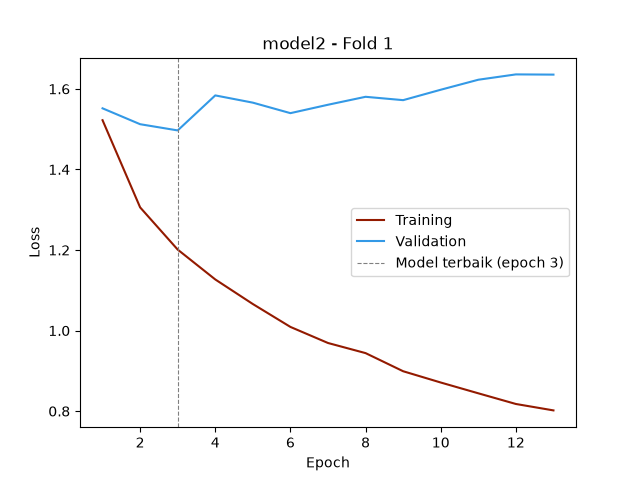 model2 - Fold 1
Loss
1.6
1.4
1.2
1.0
0.8
Training
Validation
Model terbaik (epoch 3)
2 4 6 8 10 12
Epoch